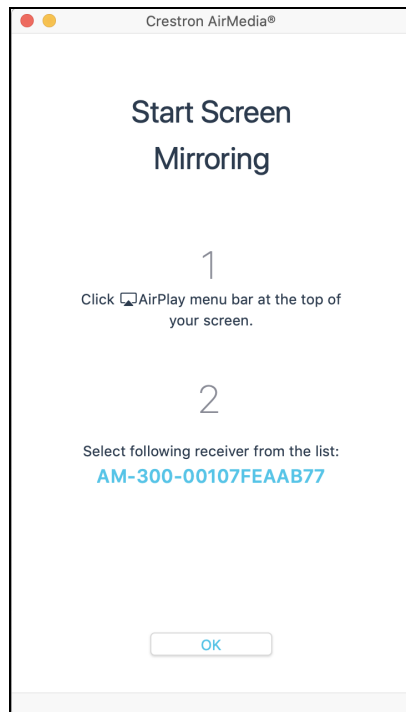 Crestron AirMedia®
Start Screen
Mirroring
1
Click AirPlay menu bar at the top of
your screen.
2
Select following receiver from the list:
AM-300-00107FEAAB77
OK